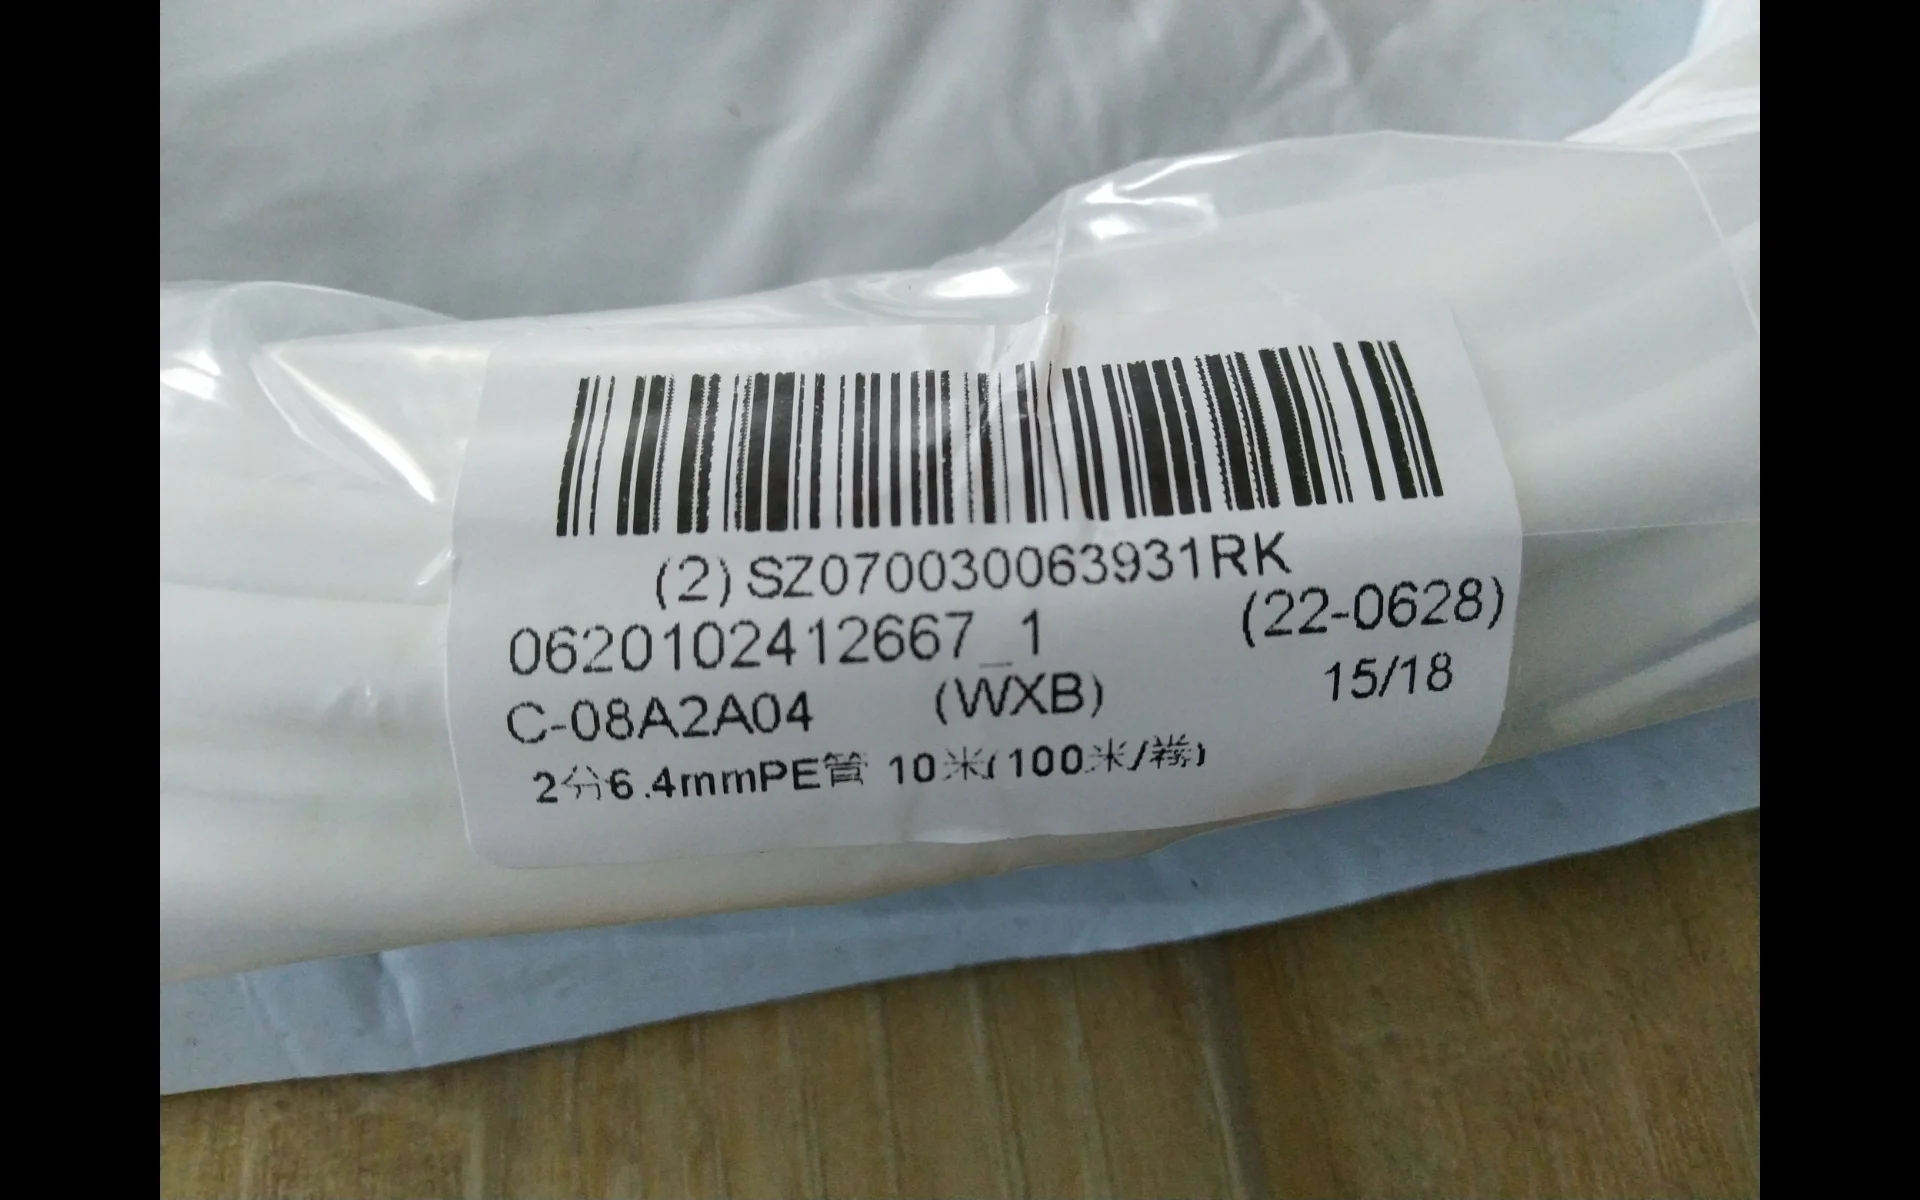 (2)SZ070030063931RK
0620102412667_1 (22-0628)
C-08A2A04 (WXB) 15/18
2分6.4mmPE管 10米(100米/卷)